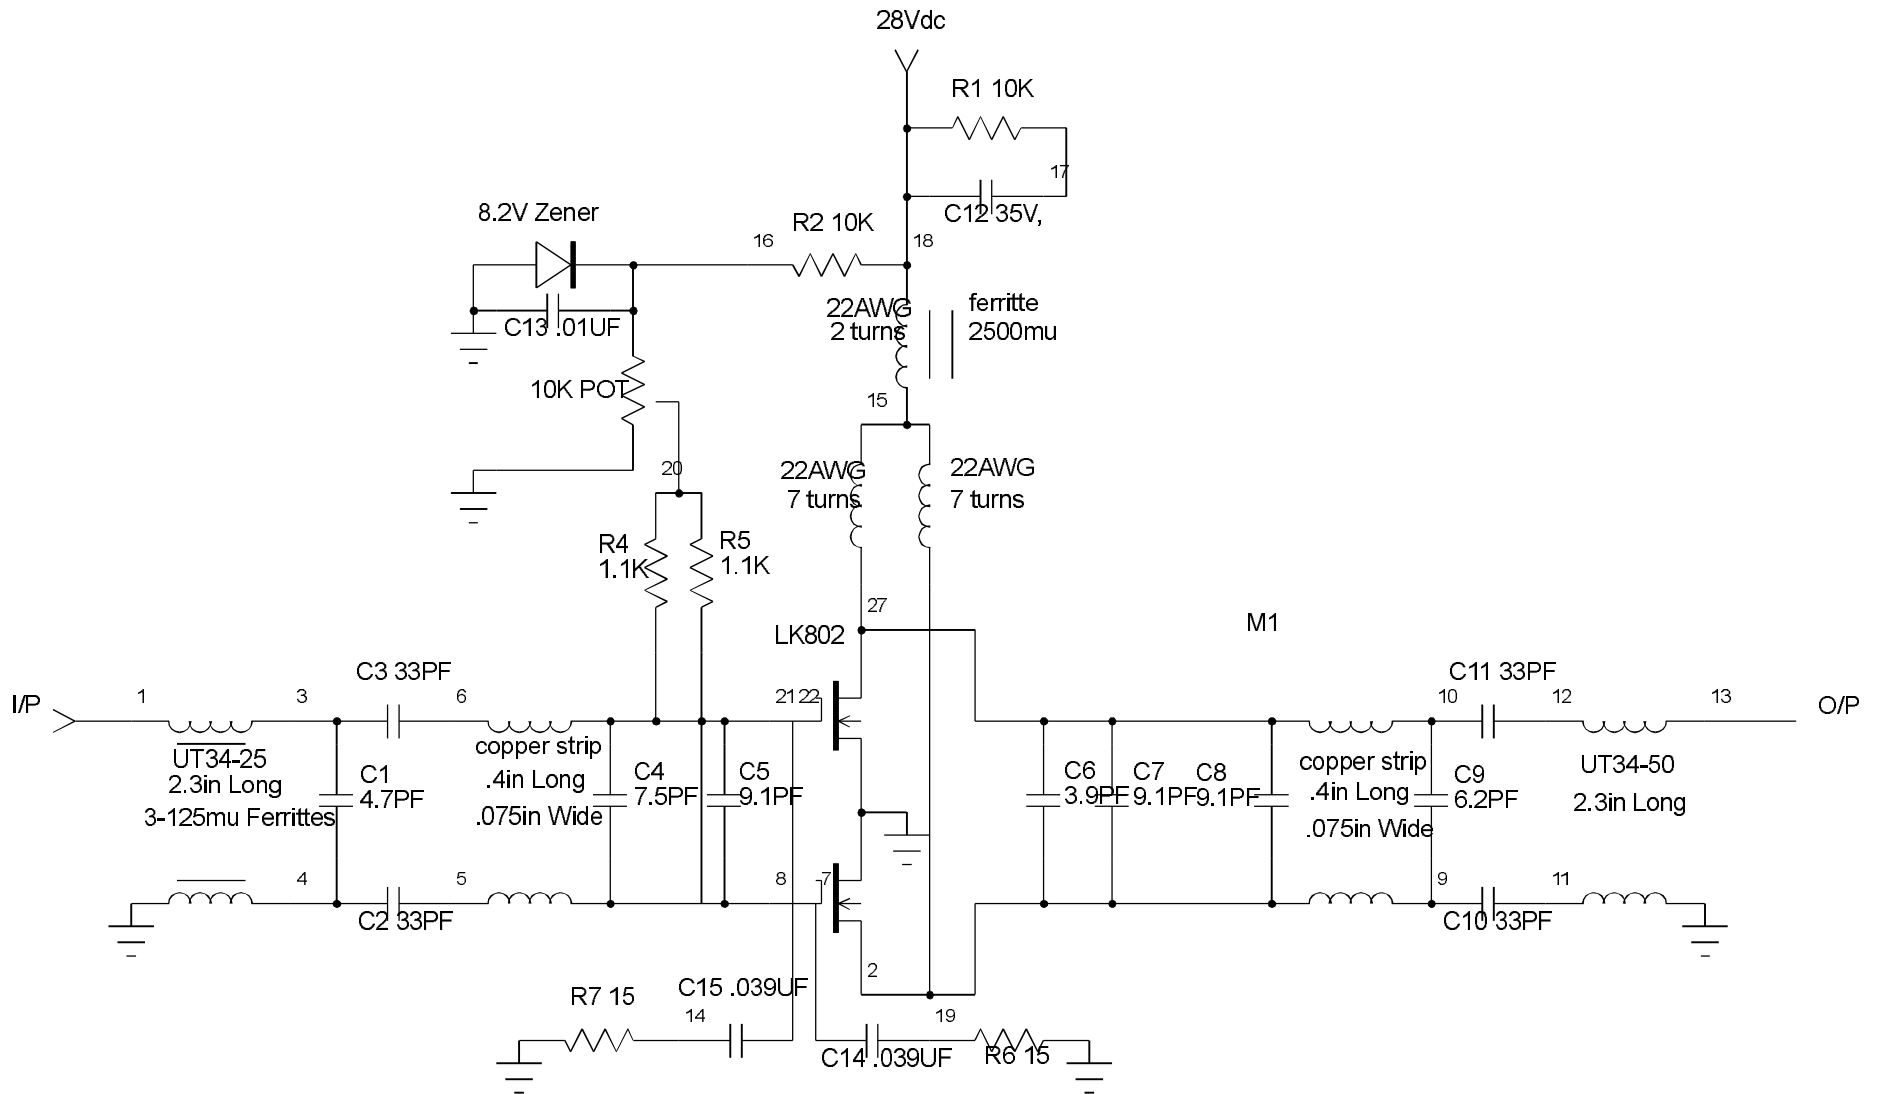 28Vdc
R1 10K
17
C12 35V,
8.2V Zener
R2 10K
16
18
22AWG
2 turns
ferritte
2500mu
C13 .01UF
10K POT
15
20
22AWG
7 turns
22AWG
7 turns
R4
1.1K
R5
1.1K
27
LK802
M1
I/P
1
3
C3 33PF
6
21
22
10
C11 33PF
12
13
O/P
UT34-25
2.3in Long
3-125mu Ferrittes
C1
4.7PF
copper strip
.4in Long
.075in Wide
C4
7.5PF
C5
9.1PF
C6
3.9PF
C7
9.1PF
C8
9.1PF
copper strip
.4in Long
.075in Wide
C9
6.2PF
UT34-50
2.3in Long
4
C2 33PF
5
8
7
9
C10 33PF
11
2
R7 15
14
C15 .039UF
C14 .039UF
19
R6 15